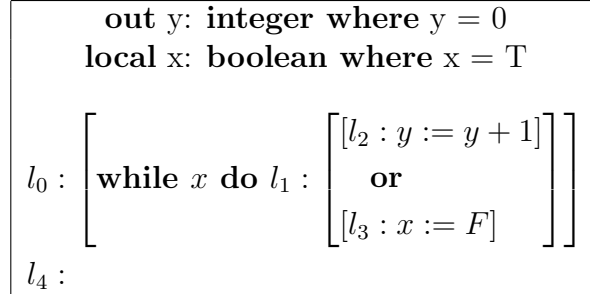 out y: integer where y = 0
local x: boolean where x = T
[l₂ : y := y + 1]
l₀ : [while x do l₁ : [or]]
[l₃ : x := F]
l₄ :